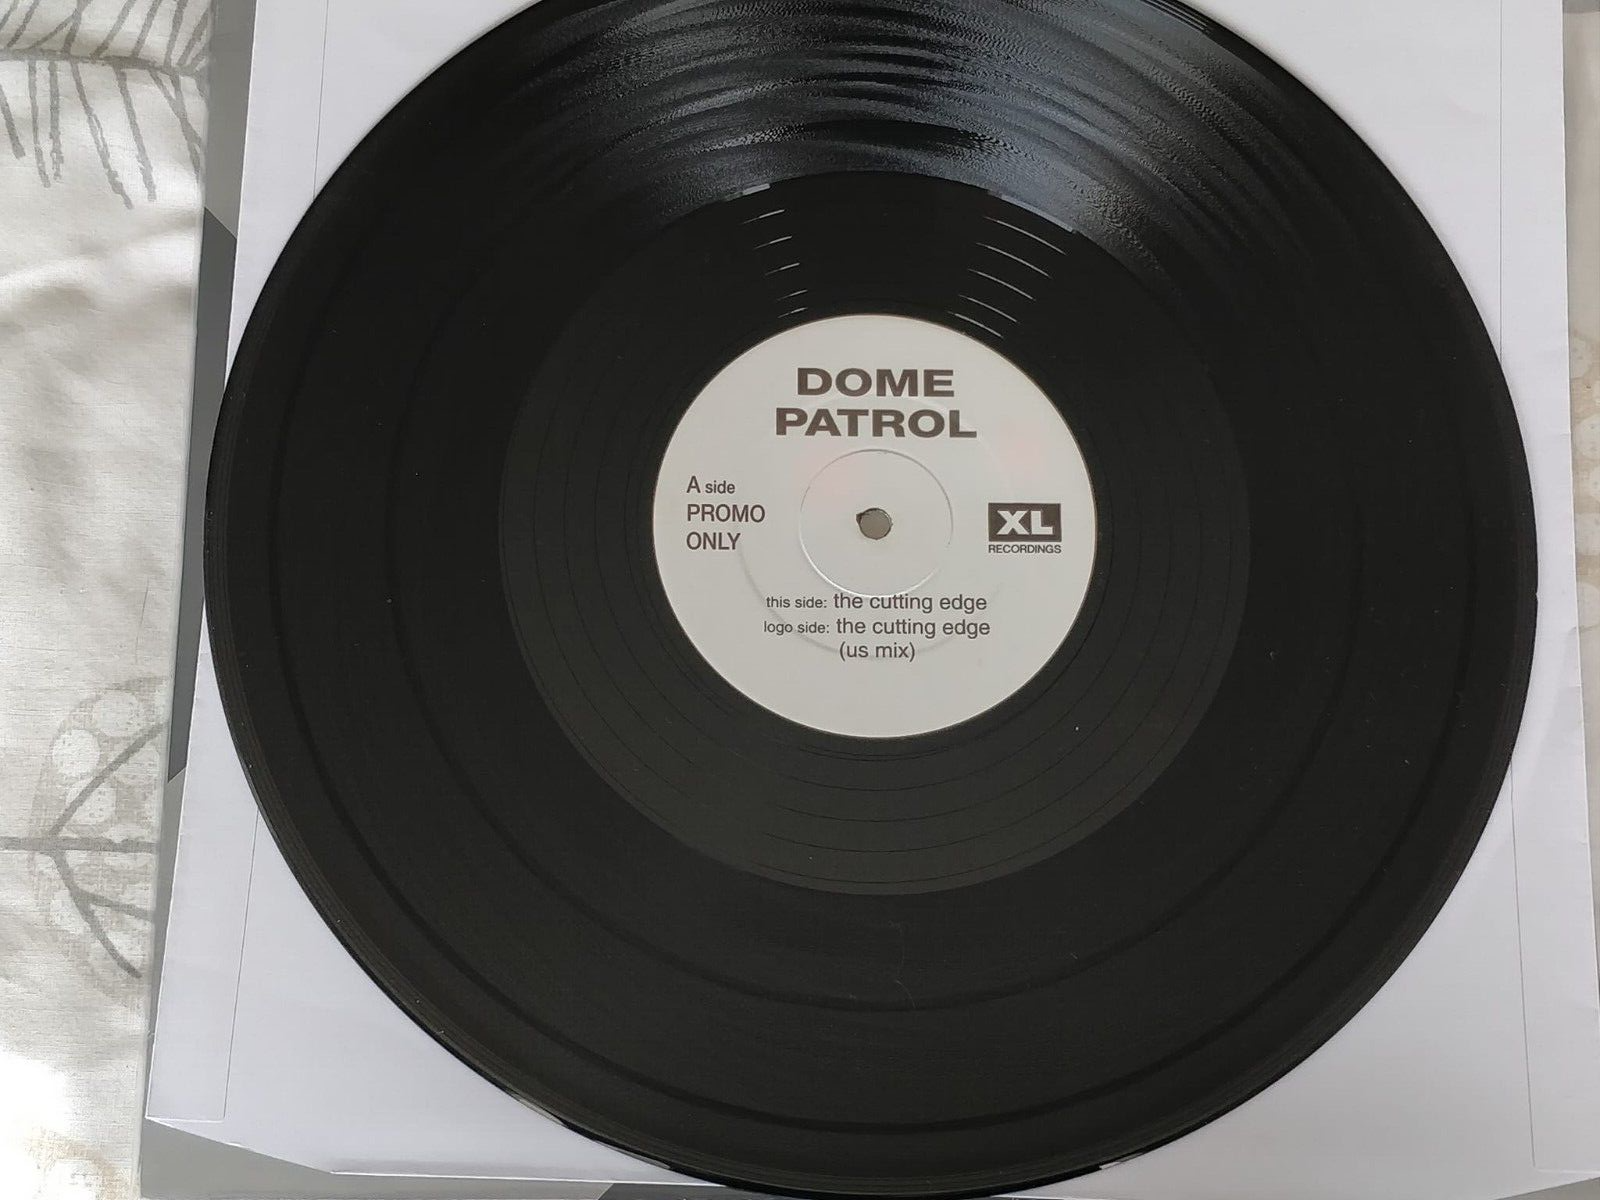 DOME
PATROL
A side
PROMO
ONLY
XL
RECORDINGS
this side: the cutting edge
logo side: the cutting edge
(us mix)